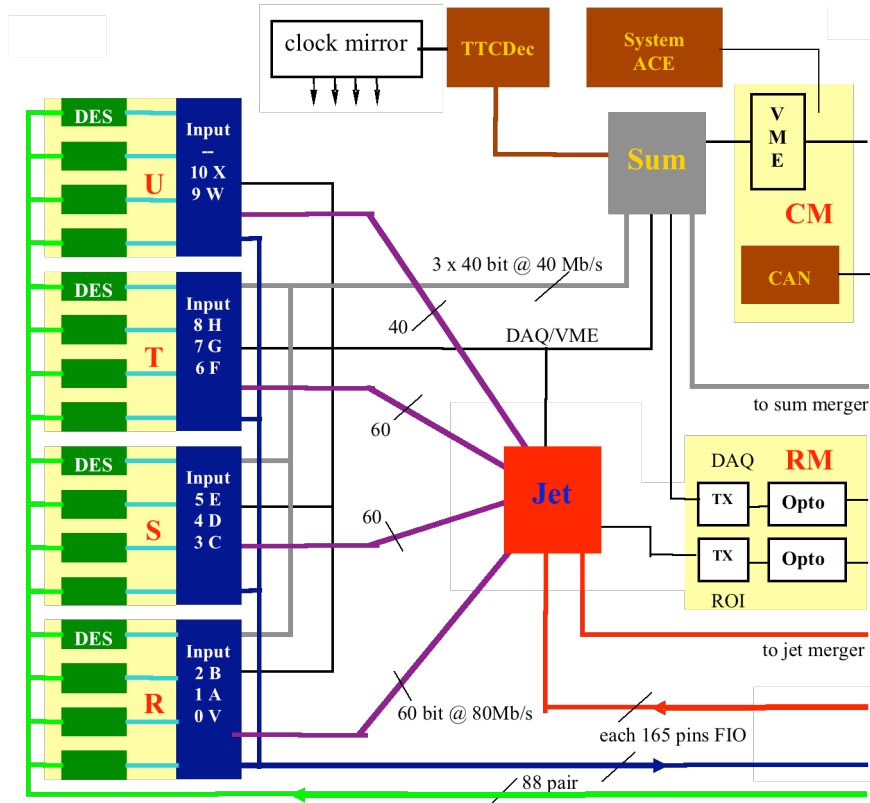 clock mirror
TTCDec
System
ACE
DES
U
Input
--
10 X
9 W
V
M
E
Sum
CM
CAN
3 x 40 bit @ 40 Mb/s
40
DES
T
Input
8 H
7 G
6 F
DAQ/VME
60
to sum merger
DES
S
Input
5 E
4 D
3 C
60
Jet
DAQ
RM
TX
Opto
TX
Opto
ROI
DES
R
Input
2 B
1 A
0 V
to jet merger
60 bit @ 80Mb/s
each 165 pins FIO
88 pair